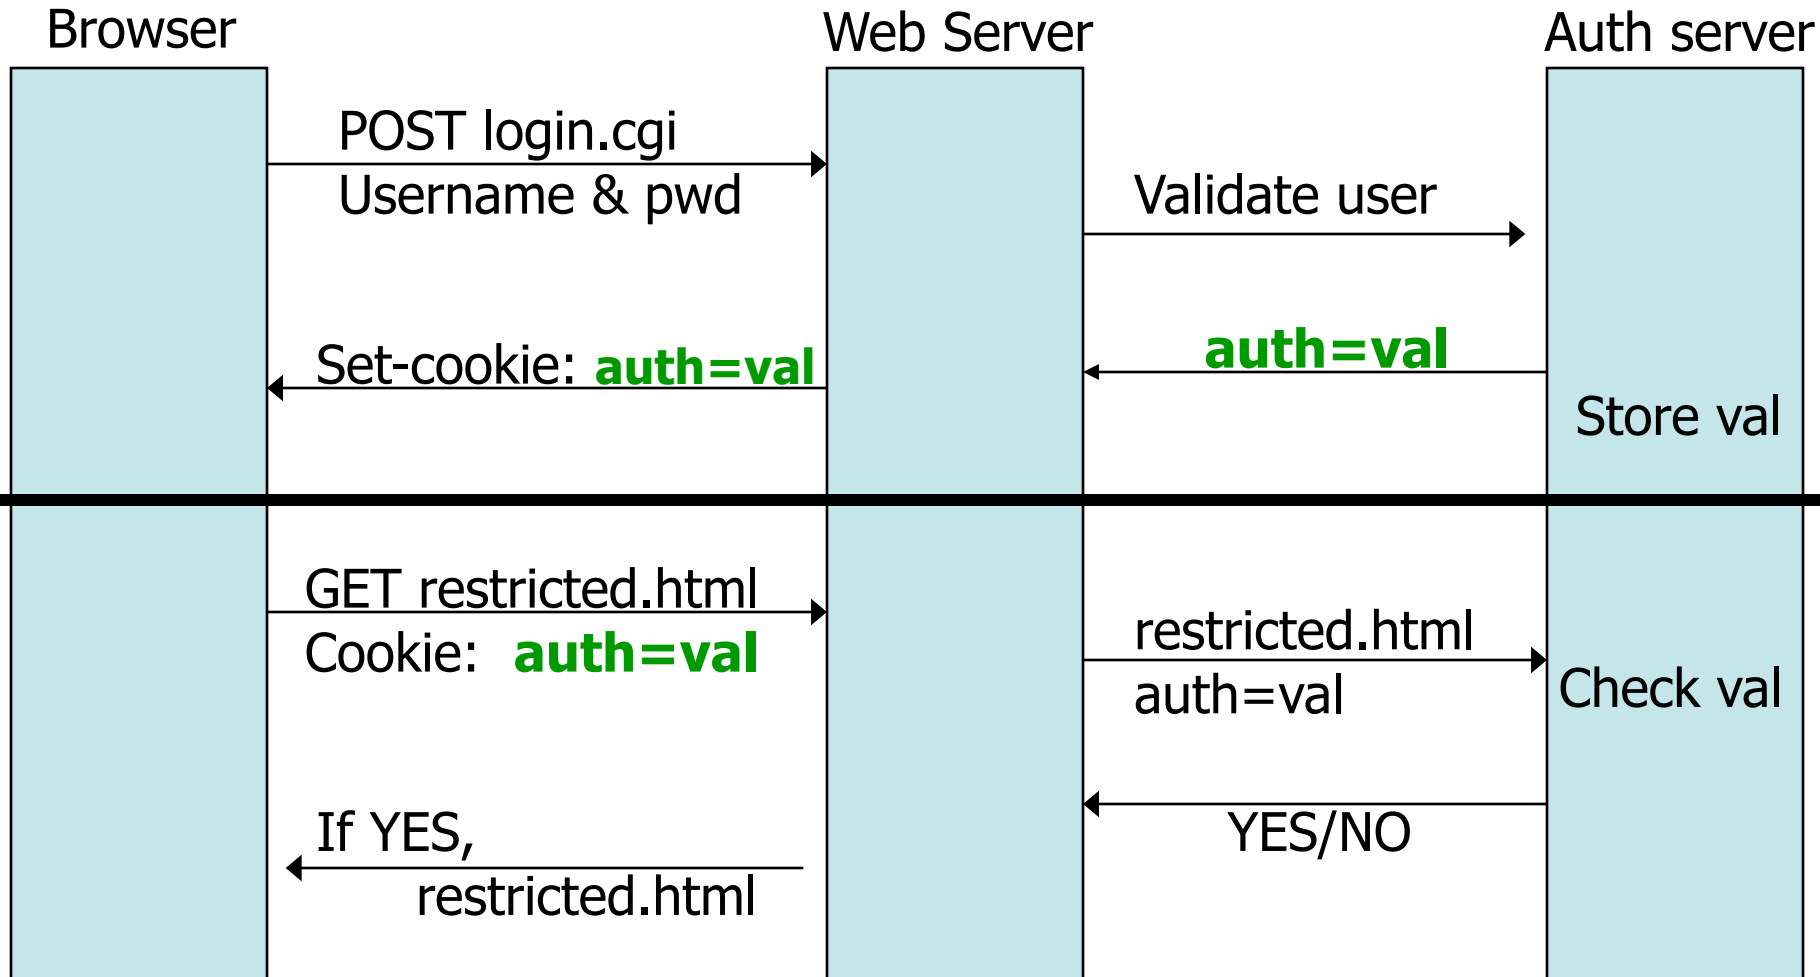 Browser
Web Server
Auth server
POST login.cgi
Username & pwd
Validate user
Set-cookie: auth=val
auth=val
Store val
GET restricted.html
Cookie: auth=val
restricted.html
auth=val
Check val
If YES,
restricted.html
YES/NO